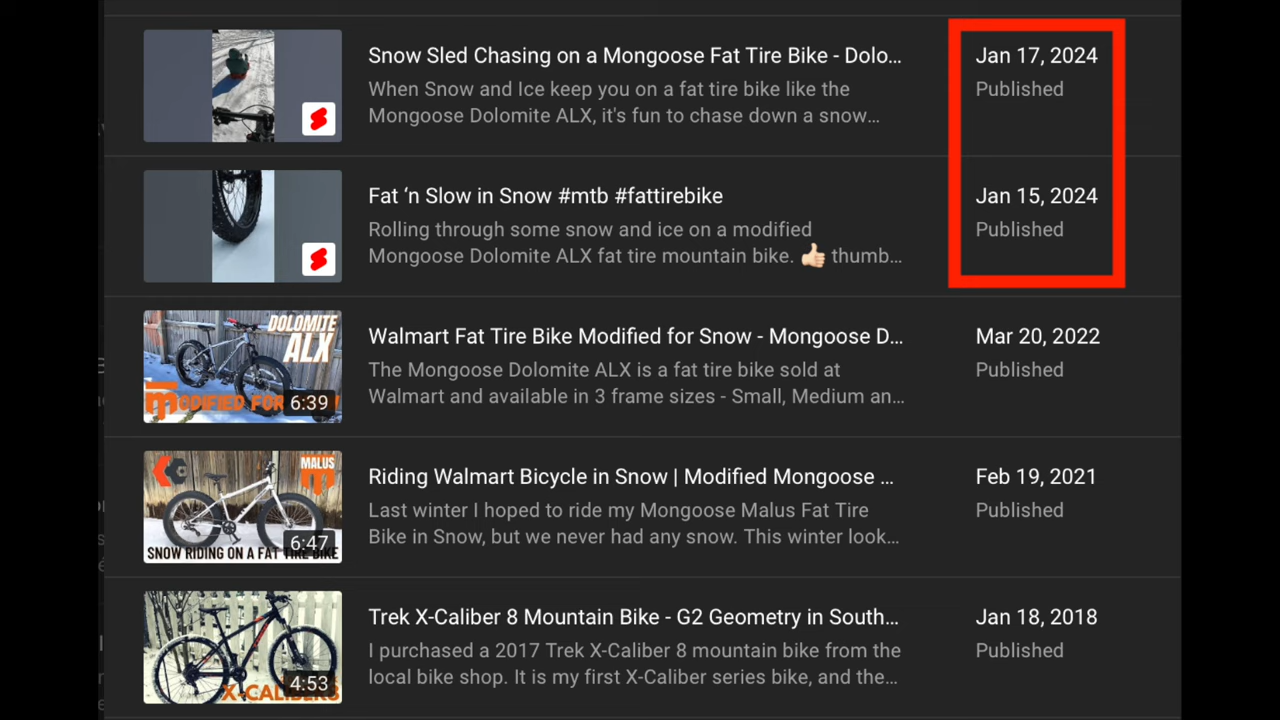 Snow Sled Chasing on a Mongoose Fat Tire Bike - Dolo…
Jan 17, 2024
When Snow and Ice keep you on a fat tire bike like the
Published
Mongoose Dolomite ALX, it's fun to chase down a snow…
Fat ‘n Slow in Snow #mtb #fattirebike
Jan 15, 2024
Rolling through some snow and ice on a modified
Published
Mongoose Dolomite ALX fat tire mountain bike. 👍🏻 thumb…
DOLOMITE
ALX
MODIFIED FOR
6:39
Walmart Fat Tire Bike Modified for Snow - Mongoose D…
Mar 20, 2022
The Mongoose Dolomite ALX is a fat tire bike sold at
Published
Walmart and available in 3 frame sizes - Small, Medium an…
MALUS
6:47
SNOW RIDING ON A FAT TIRE BIKE
Riding Walmart Bicycle in Snow | Modified Mongoose …
Feb 19, 2021
Last winter I hoped to ride my Mongoose Malus Fat Tire
Published
Bike in Snow, but we never had any snow. This winter look…
4:53
X-CALIBER 8
Trek X-Caliber 8 Mountain Bike - G2 Geometry in South…
Jan 18, 2018
I purchased a 2017 Trek X-Caliber 8 mountain bike from the
Published
local bike shop. It is my first X-Caliber series bike, and the…